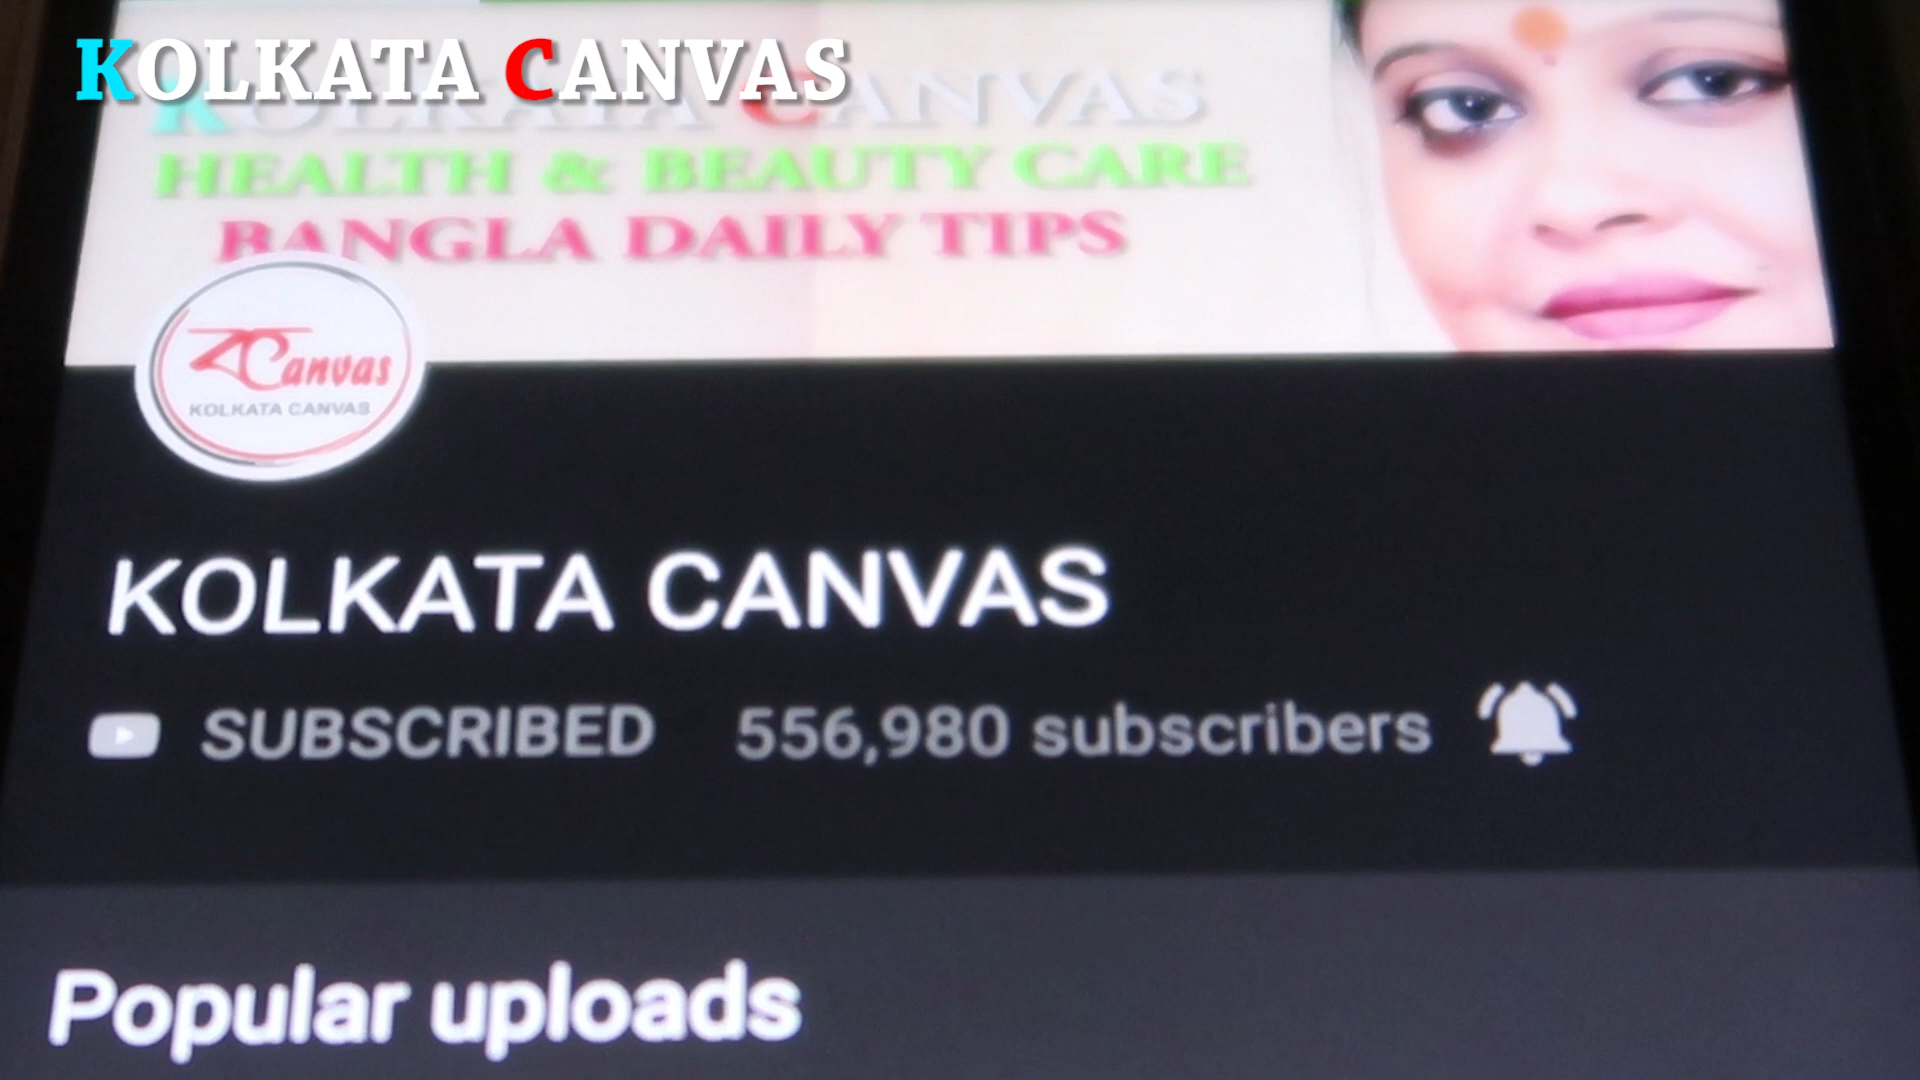 KOLKATA CANVAS
KOLKATA CANVAS
HEALTH & BEAUTY CARE
BANGLA DAILY TIPS
Canvas
KOLKATA CANVAS
KOLKATA CANVAS
SUBSCRIBED 556,980 subscribers
Popular uploads